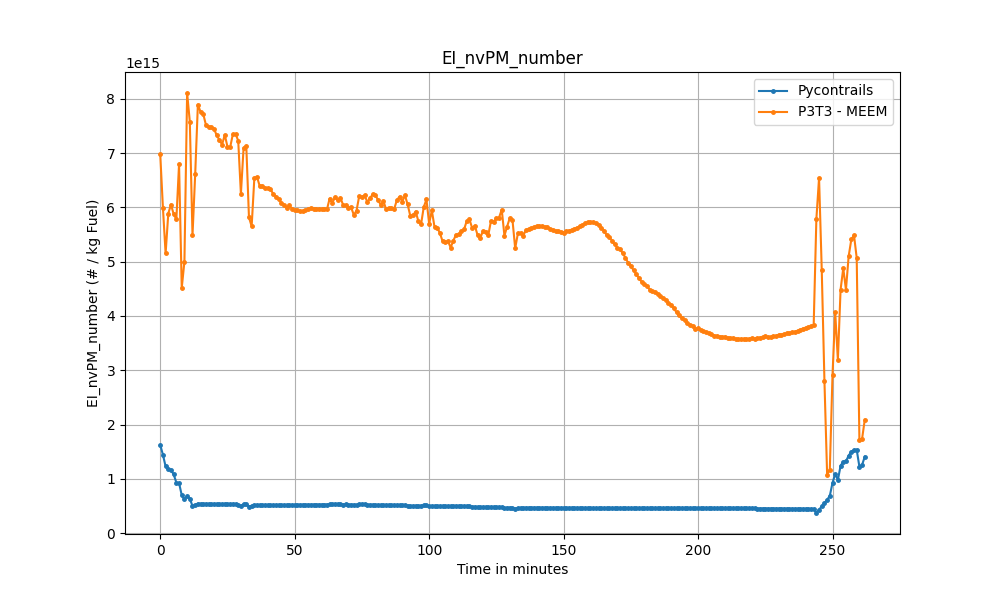 EI_nvPM_number
1e15
Pycontrails
P3T3 - MEEM
8
7
6
5
4
3
2
1
0
EI_nvPM_number (# / kg Fuel)
0 50 100 150 200 250
Time in minutes